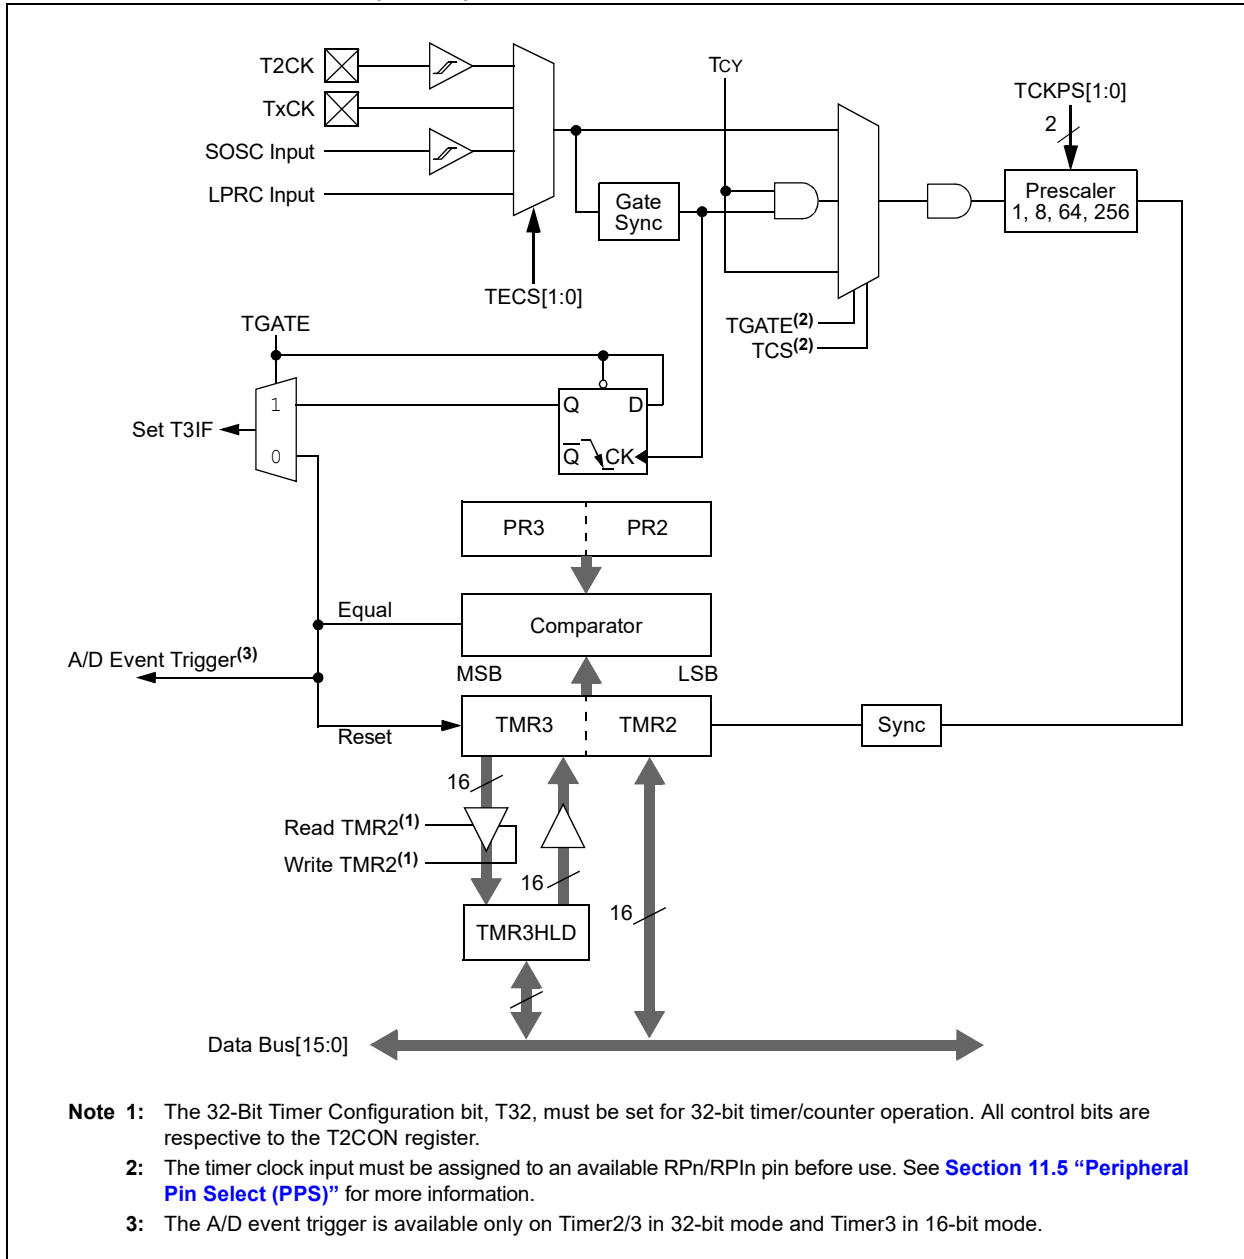 T2CK
TCY
TCKPS[1:0]
TxCK
2
SOSC Input
LPRC Input
Gate
Sync
Prescaler
1, 8, 64, 256
TECS[1:0]
TGATE
TGATE(2)
TCS(2)
1
Q D
Set T3IF
0
Q CK
PR3 PR2
Equal
Comparator
A/D Event Trigger(3)
MSB LSB
TMR3 TMR2
Sync
Reset
16
Read TMR2(1)
Write TMR2(1)
16
16
TMR3HLD
Data Bus[15:0]
Note 1: The 32-Bit Timer Configuration bit, T32, must be set for 32-bit timer/counter operation. All control bits are
respective to the T2CON register.
2: The timer clock input must be assigned to an available RPn/RPIn pin before use. See Section 11.5 “Peripheral
Pin Select (PPS)” for more information.
3: The A/D event trigger is available only on Timer2/3 in 32-bit mode and Timer3 in 16-bit mode.